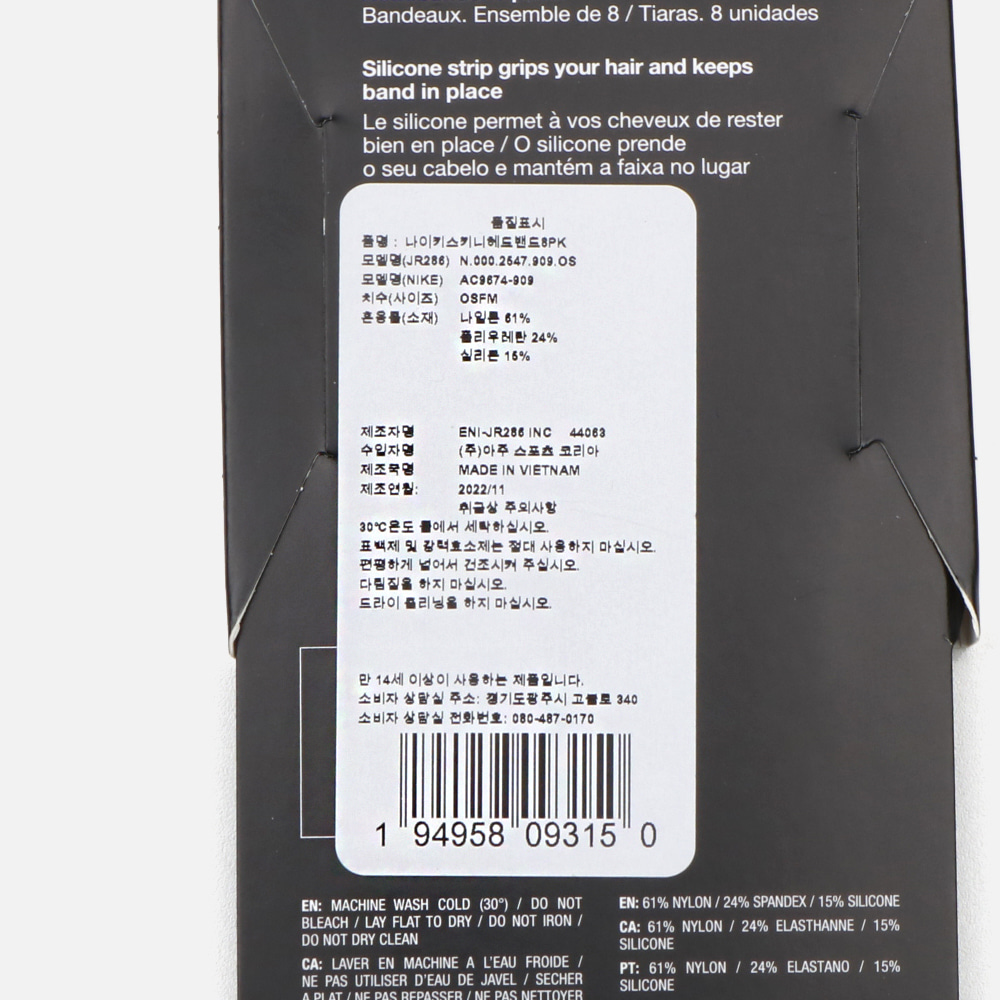 Bandeaux. Ensemble de 8 / Tiaras. 8 unidades
Silicone strip grips your hair and keeps
band in place
Le silicone permet à vos cheveux de rester
bien en place / O silicone prende
o seu cabelo e mantém a faixa no lugar
품질표시
품명 : 나이키스키니헤드밴드8PK
모델명(JR286) N.000.2547.909.OS
모델명(NIKE) AC9674-909
치수(사이즈) OSFM
혼용률(소재) 나일론 61%
폴리우레탄 24%
실리론 15%
제조자명 ENI-JR286 INC 44063
수입자명 (주)아주 스포츠 코리아
제조국명 MADE IN VIETNAM
제조연월: 2022/11
취급상 주의사항
30℃온도 물에서 세탁하십시오.
표백제 및 강력효소제는 절대 사용하지 마십시오.
편평하게 널어서 건조시켜 주십시오.
다림질을 하지 마십시오.
드라이 클리닝을 하지 마십시오.
만 14세 이상이 사용하는 제품입니다.
소비자 상담실 주소: 경기도광주시 고불로 340
소비자 상담실 전화번호: 080-487-0170
1 94958 09315 0
EN: MACHINE WASH COLD (30°) / DO NOT
BLEACH / LAY FLAT TO DRY / DO NOT IRON /
DO NOT DRY CLEAN
CA: LAVER EN MACHINE A L'EAU FROIDE /
NE PAS UTILISER D'EAU DE JAVEL / SECHER
A PLAT / NE PAS REPASSER / NE PAS NETTOYER
EN: 61% NYLON / 24% SPANDEX / 15% SILICONE
CA: 61% NYLON / 24% ELASTHANNE / 15%
SILICONE
PT: 61% NYLON / 24% ELASTANO / 15%
SILICONE